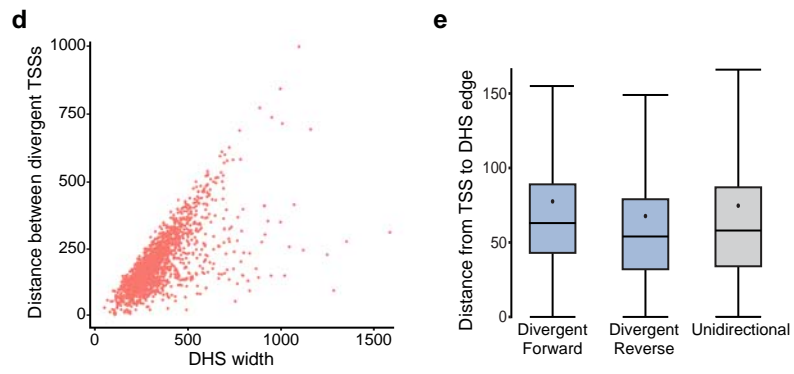 d
Distance between divergent TSSs
1000
750
500
250
0
0 500 1000 1500
DHS width
e
Distance from TSS to DHS edge
150
100
50
0
Divergent Forward
Divergent Reverse
Unidirectional